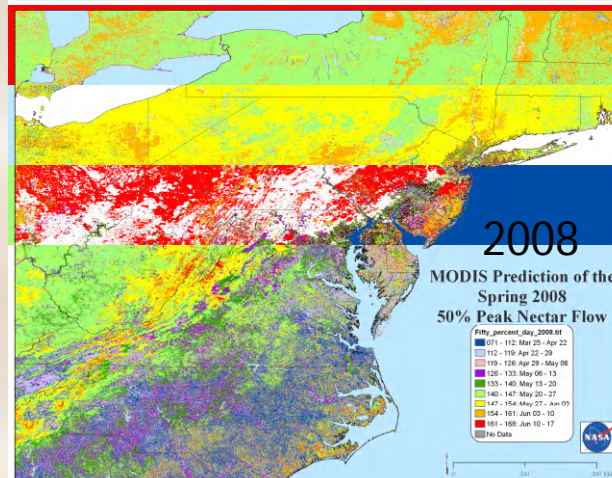 2008
MODIS Prediction of the
Spring 2008
50% Peak Nectar Flow
Fifty_percent_day_2008.tif
071 - 112: Mar 25 - Apr 22
112 - 119: Apr 22 - 29
119 - 126: Apr 29 - May 06
126 - 133: May 06 - 13
133 - 140: May 13 - 20
140 - 147: May 20 - 27
147 - 154: May 27 - Jun 03
154 - 161: Jun 03 - 10
161 - 168: Jun 10 - 17
No Data
NASA